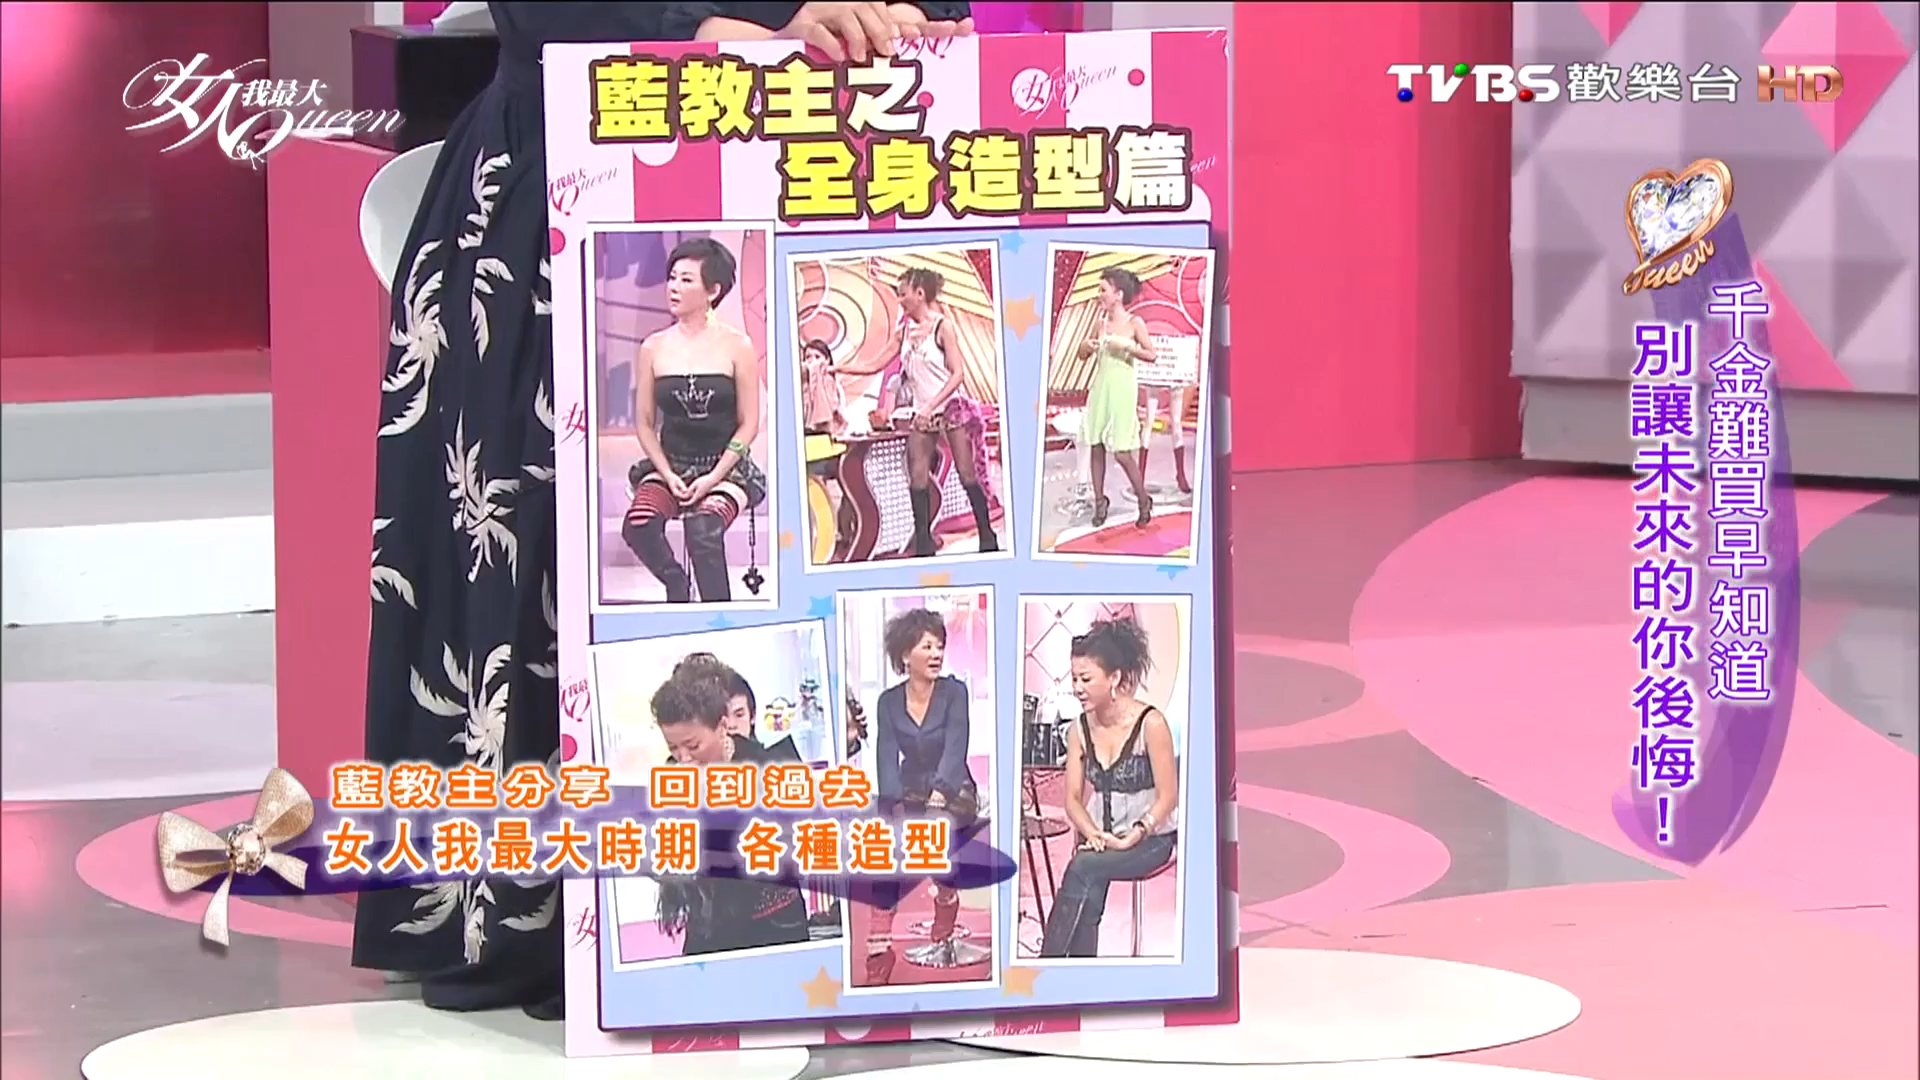 女人我最大
Queen
TVBS歡樂台 HD
藍教主之
全身造型篇
Queen
千金難買早知道
別讓未來的你後悔！
藍教主分享 回到過去
女人我最大時期 各種造型